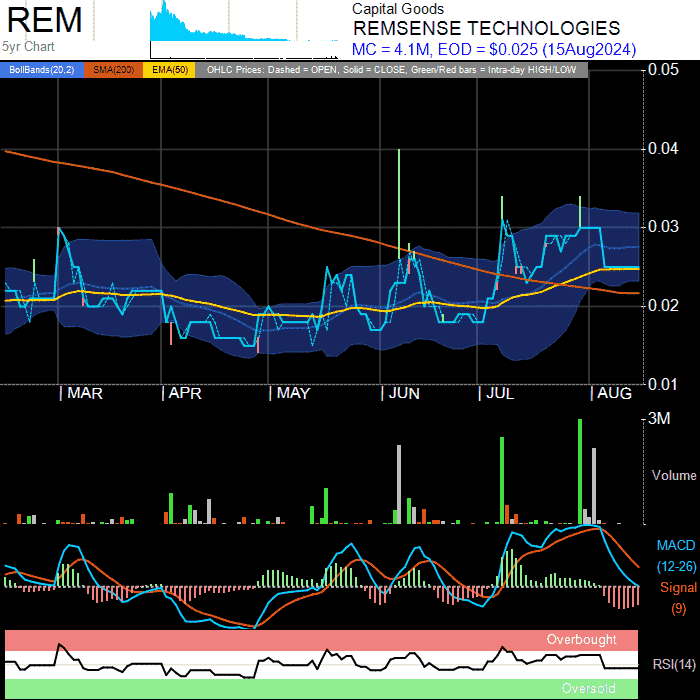 REM
5yr Chart
Capital Goods
REMSENSE TECHNOLOGIES
MC = 4.1M, EOD = $0.025 (15Aug2024)
BollBands(20,2) SMA(200) EMA(50) OHLC Prices: Dashed = OPEN, Solid = CLOSE, Green/Red bars = Intra-day HIGH/LOW
0.05
0.04
0.03
0.02
0.01
MAR APR MAY JUN JUL AUG
3M
Volume
MACD
(12-26)
Signal
(9)
Overbought
RSI(14)
Oversold